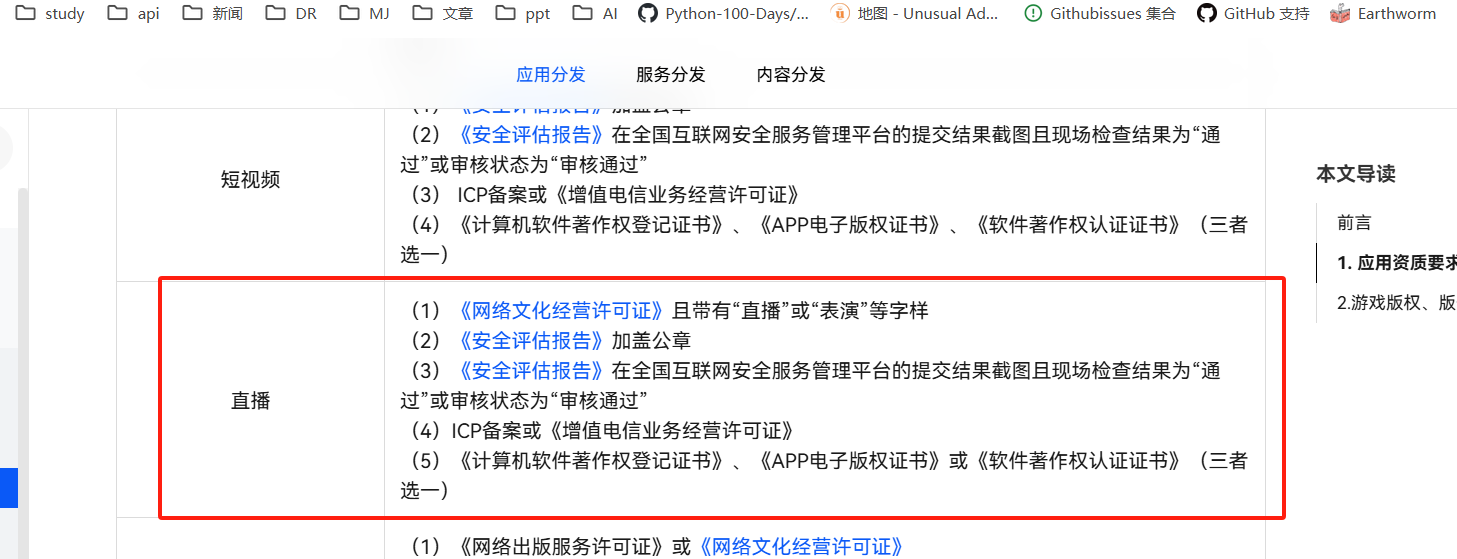 study api 新闻 DR MJ 文章 ppt AI Python-100-Days/... 地图 - Unusual Ad... Githubissues 集合 GitHub 支持 Earthworm
应用分发 服务分发 内容分发
（1）《安全评估报告》加盖公章
（2）《安全评估报告》在全国互联网安全服务管理平台的提交结果截图且现场检查结果为“通
过”或审核状态为“审核通过”
短视频
（3） ICP备案或《增值电信业务经营许可证》
（4）《计算机软件著作权登记证书》、《APP电子版权证书》、《软件著作权认证证书》（三者
选一）
（1）《网络文化经营许可证》且带有“直播”或“表演”等字样
（2）《安全评估报告》加盖公章
（3）《安全评估报告》在全国互联网安全服务管理平台的提交结果截图且现场检查结果为“通
过”或审核状态为“审核通过”
直播
（4）ICP备案或《增值电信业务经营许可证》
（5）《计算机软件著作权登记证书》、《APP电子版权证书》或《软件著作权认证证书》（三者
选一）
（1）《网络出版服务许可证》或《网络文化经营许可证》
本文导读
前言
1. 应用资质要求
2.游戏版权、版